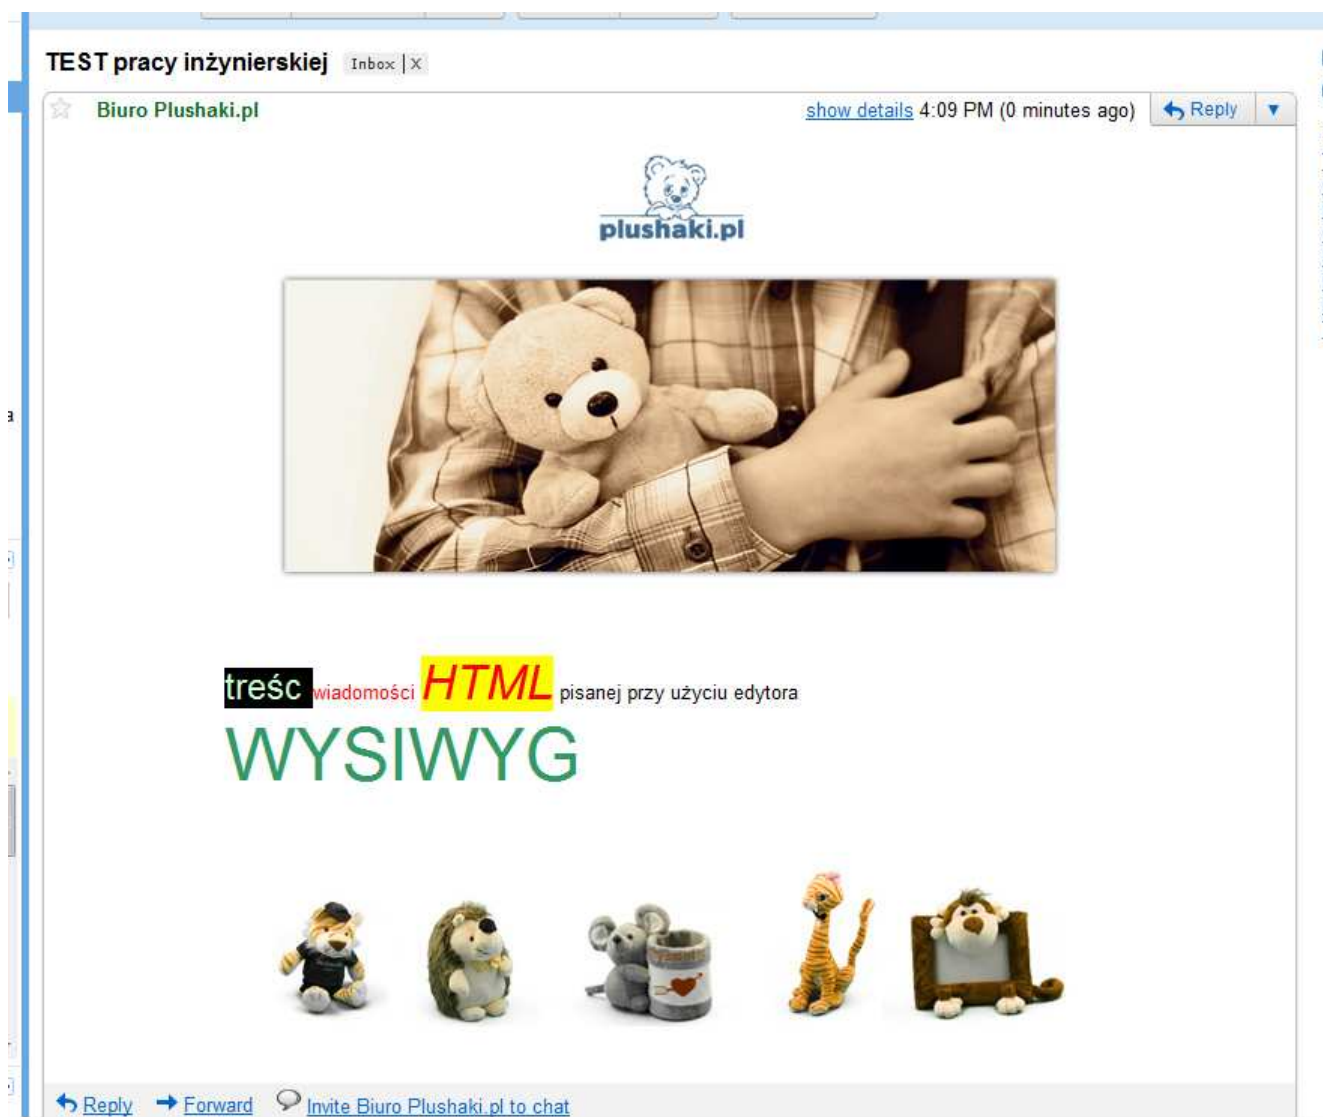 TEST pracy inżynierskiej Inbox | X
Biuro Plushaki.pl show details 4:09 PM (0 minutes ago) Reply
plushaki.pl
treśc wiadomości HTML pisanej przy użyciu edytora
WYSIWYG
Reply Forward Invite Biuro Plushaki.pl to chat